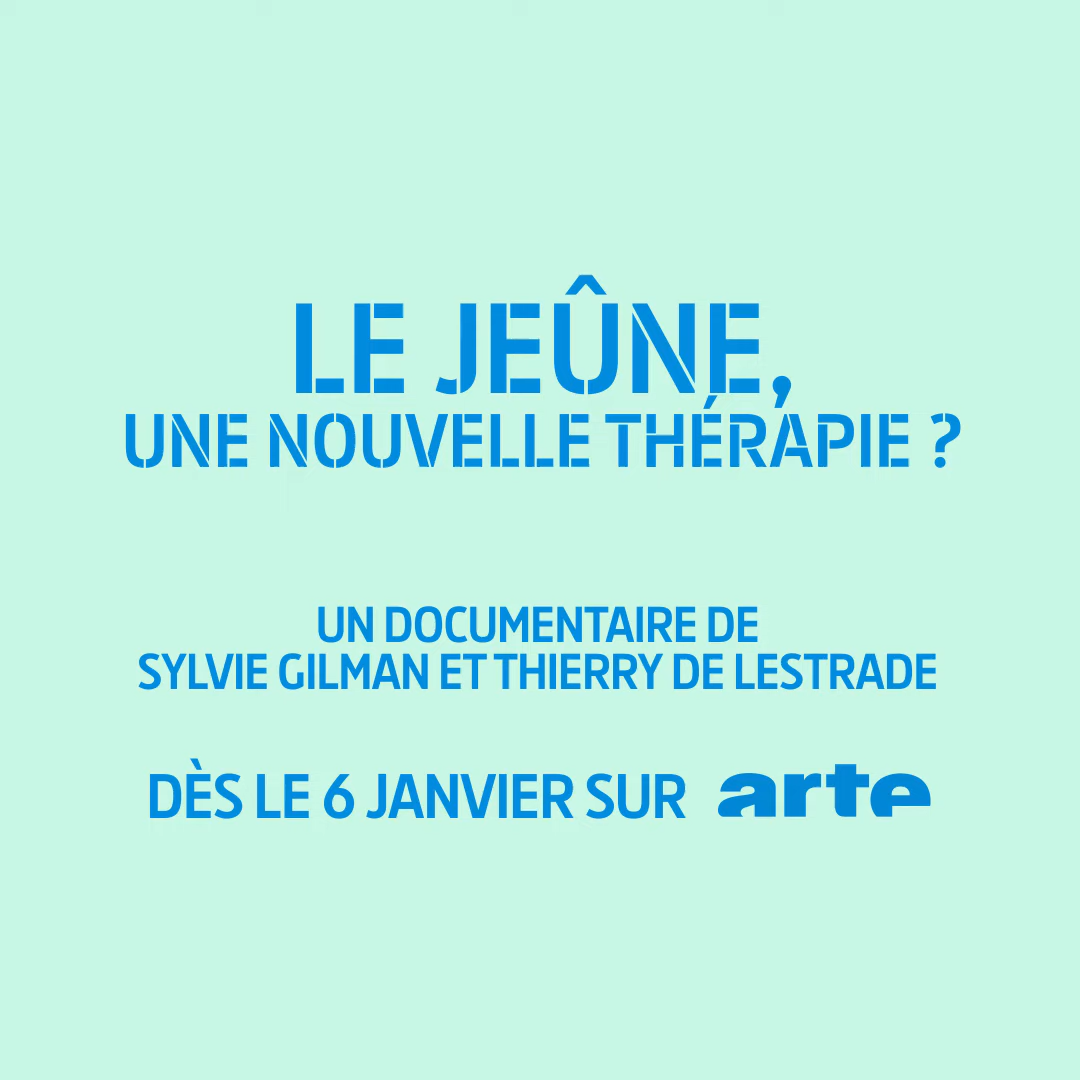 LE JEÛNE,
UNE NOUVELLE THÉRAPIE ?
UN DOCUMENTAIRE DE
SYLVIE GILMAN ET THIERRY DE LESTRADE
DÈS LE 6 JANVIER SUR arte